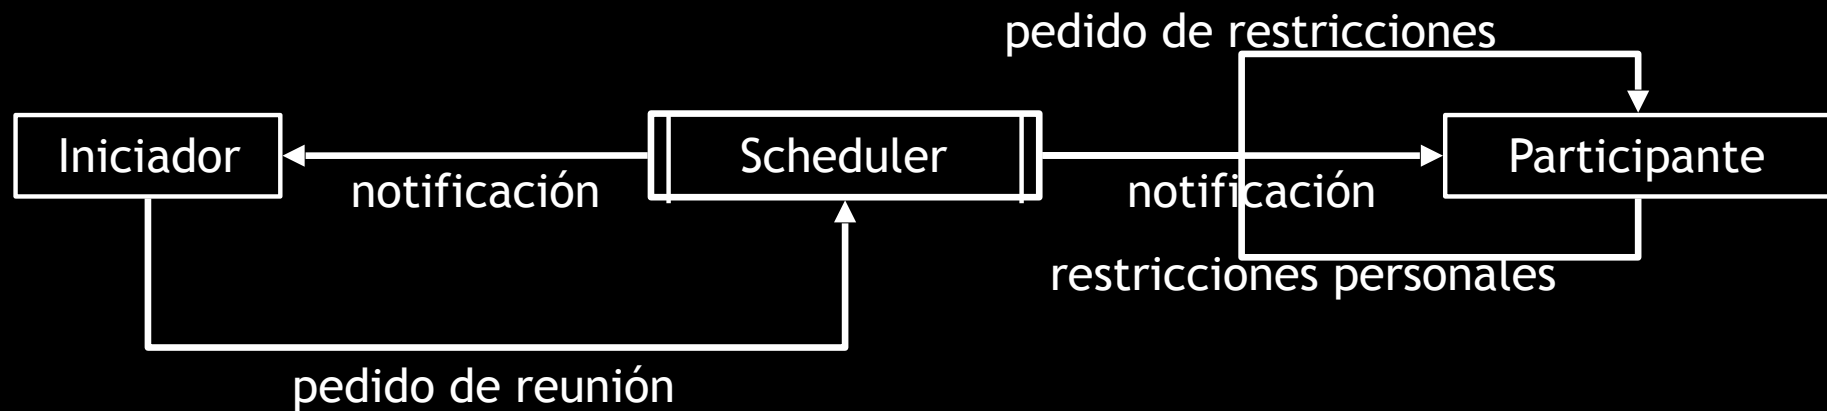 pedido de restricciones
Iniciador
Scheduler
Participante
notificación
notificación
restricciones personales
pedido de reunión